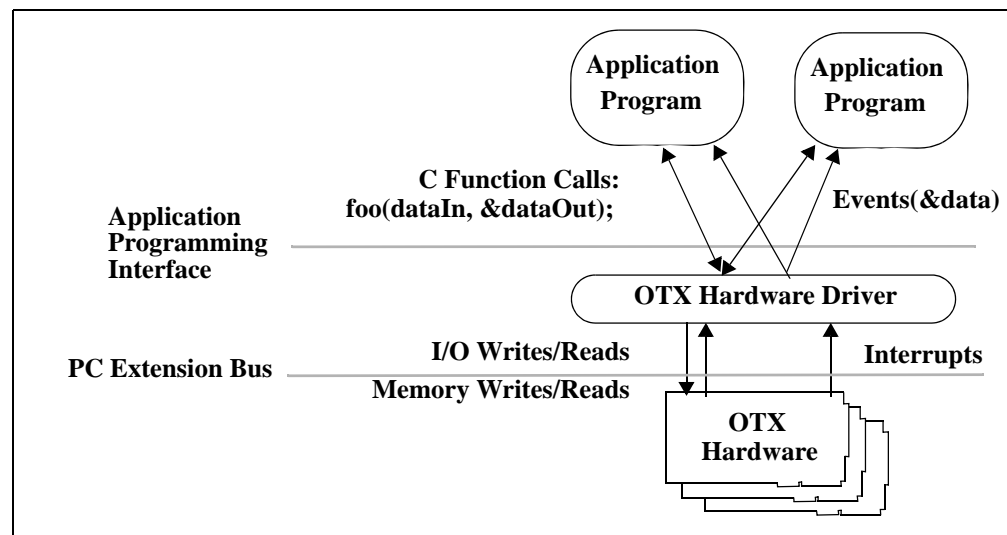 Application
Program
Application
Program
C Function Calls:
foo(dataIn, &dataOut);
Events(&data)
Application
Programming
Interface
OTX Hardware Driver
I/O Writes/Reads
Interrupts
PC Extension Bus
Memory Writes/Reads
OTX
Hardware